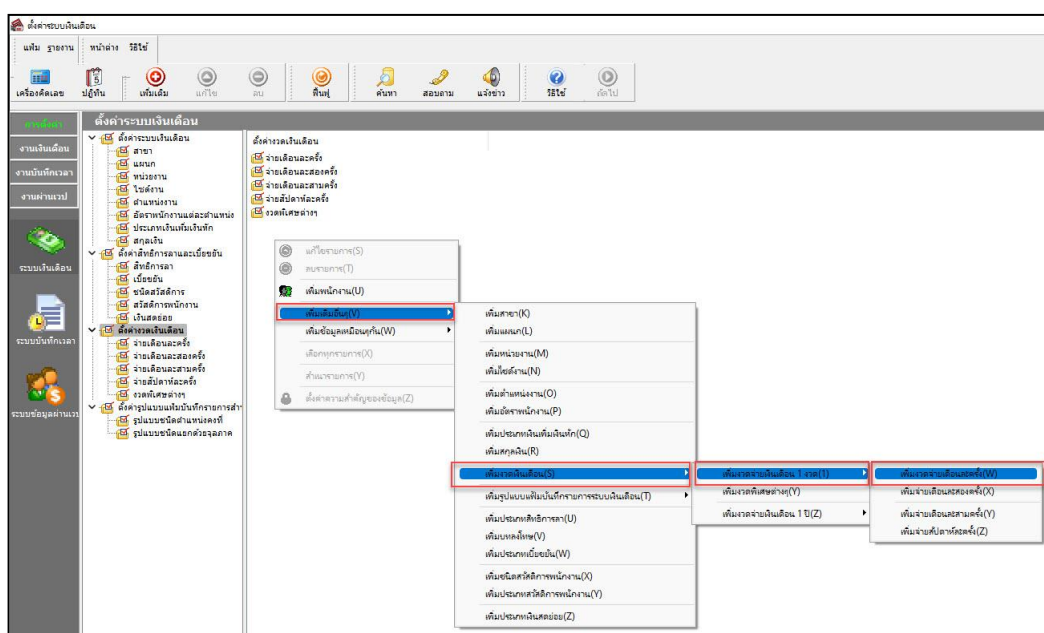 ตั้งค่าระบบเงินเดือน
แฟ้ม รายงาน หน้าต่าง วิธีใช้
เครื่องคิดเลข ปฏิทิน เพิ่มเติม แก้ไข ลบ ฟื้นฟู ค้นหา สอบถาม แจ้งข่าว วิธีใช้ ถัดไป
การตั้งค่า
งานเงินเดือน
งานบันทึกเวลา
งานผ่านเวป
ระบบเงินเดือน
ระบบบันทึกเวลา
ระบบข้อมูลผ่านเวป
ตั้งค่าระบบเงินเดือน
ตั้งค่าระบบเงินเดือน
สาขา
แผนก
หน่วยงาน
ไซต์งาน
ตำแหน่งงาน
อัตราพนักงานแต่ละตำแหน่ง
ประเภทเงินเพิ่มเงินหัก
สกุลเงิน
ตั้งค่าสิทธิการลาและเบี้ยขยัน
สิทธิการลา
เบี้ยขยัน
ชนิดสวัสดิการ
สวัสดิการพนักงาน
เงินสดย่อย
ตั้งค่างวดเงินเดือน
จ่ายเดือนละครั้ง
จ่ายเดือนละสองครั้ง
จ่ายเดือนละสามครั้ง
จ่ายสัปดาห์ละครั้ง
งวดพิเศษต่างๆ
ตั้งค่ารูปแบบแฟ้มบันทึกรายการสำ
รูปแบบชนิดตำแหน่งคงที่
รูปแบบชนิดแยกด้วยจุลภาค
ตั้งค่างวดเงินเดือน
จ่ายเดือนละครั้ง
จ่ายเดือนละสองครั้ง
จ่ายเดือนละสามครั้ง
จ่ายสัปดาห์ละครั้ง
งวดพิเศษต่างๆ
แก้ไขรายการ(S)
ลบรายการ(T)
เพิ่มพนักงาน(U)
เพิ่มเติมอื่นๆ(V)
เพิ่มข้อมูลเหมือนๆกัน(W)
เลือกทุกรายการ(X)
สำเนารายการ(Y)
ตั้งค่าความสำคัญของข้อมูล(Z)
เพิ่มสาขา(K)
เพิ่มแผนก(L)
เพิ่มหน่วยงาน(M)
เพิ่มไซต์งาน(N)
เพิ่มตำแหน่งงาน(O)
เพิ่มอัตราพนักงาน(P)
เพิ่มประเภทเงินเพิ่มเงินหัก(Q)
เพิ่มสกุลเงิน(R)
เพิ่มงวดเงินเดือน(S)
เพิ่มรูปแบบแฟ้มบันทึกรายการระบบเงินเดือน(T)
เพิ่มประเภทสิทธิการลา(U)
เพิ่มบทลงโทษ(V)
เพิ่มประเภทเบี้ยขยัน(W)
เพิ่มชนิดสวัสดิการพนักงาน(X)
เพิ่มประเภทสวัสดิการพนักงาน(Y)
เพิ่มประเภทเงินสดย่อย(Z)
เพิ่มงวดจ่ายเงินเดือน 1 งวด(1)
เพิ่มงวดพิเศษต่างๆ(Y)
เพิ่มงวดจ่ายเงินเดือน 1 ปี(Z)
เพิ่มงวดจ่ายเดือนละครั้ง(W)
เพิ่มจ่ายเดือนละสองครั้ง(X)
เพิ่มจ่ายเดือนละสามครั้ง(Y)
เพิ่มจ่ายสัปดาห์ละครั้ง(Z)